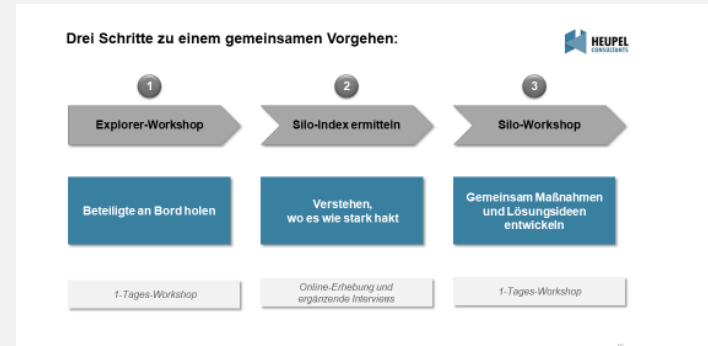 Drei Schritte zu einem gemeinsamen Vorgehen:
HEUPEL
CONSULTANTS
1
2
3
Explorer-Workshop
Silo-Index ermitteln
Silo-Workshop
Beteiligte an Bord holen
Verstehen,
wo es wie stark hakt
Gemeinsam Maßnahmen
und Lösungsideen
entwickeln
1-Tages-Workshop
Online-Erhebung und
ergänzende Interviews
1-Tages-Workshop